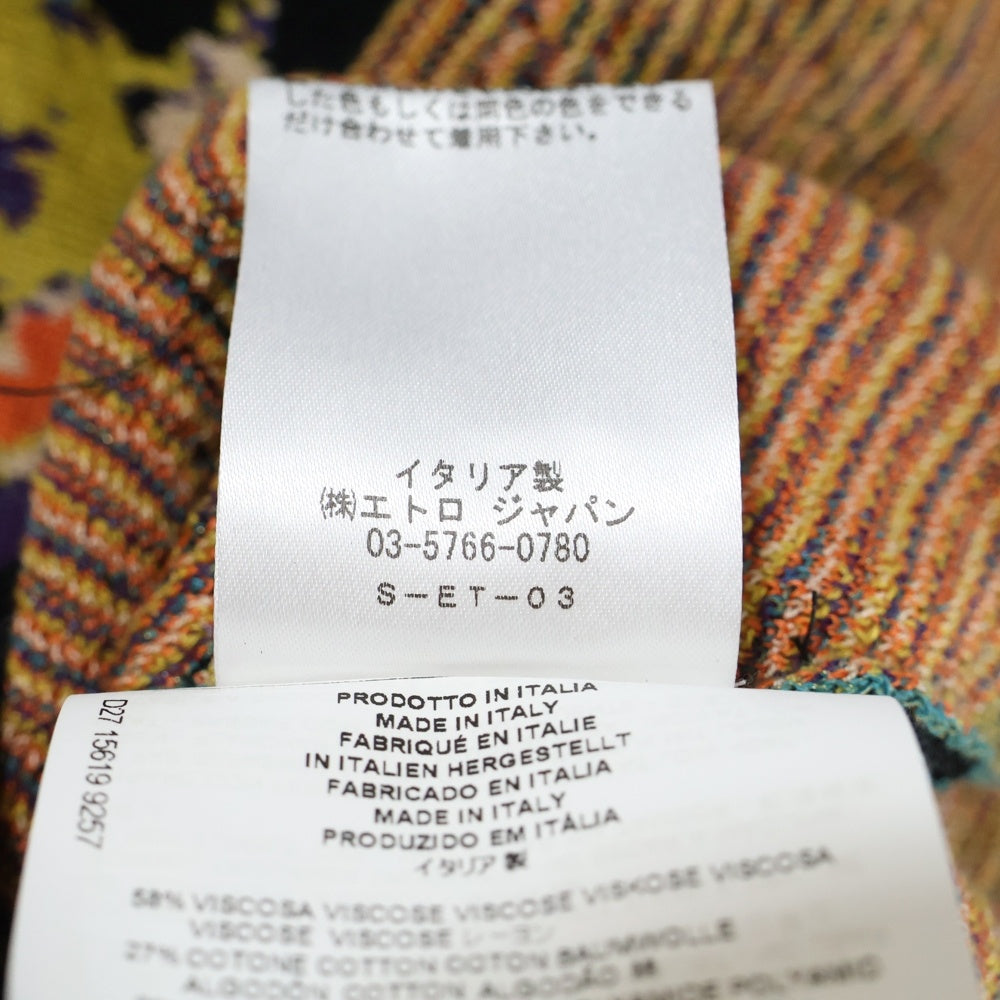 した色もしくは同色の色をできる
だけ合わせて着用下さい。
イタリア製
㈱エトロ ジャパン
03-5766-0780
S-ET-03
PRODOTTO IN ITALIA
MADE IN ITALY
FABRIQUÉ EN ITALIE
IN ITALIEN HERGESTELLT
FABRICADO EN ITALIA
MADE IN ITALY
PRODUZIDO EM ITÁLIA
イタリア製
D27 15619 9257
58% VISCOSA VISCOSE VISCOSE VISKOSE VISCOSA
VISCOSE VISCOSE レーヨン
27% COTONE COTTON COTON BAUMWOLLE
ALGODÓN COTTON ALGODÃO 綿